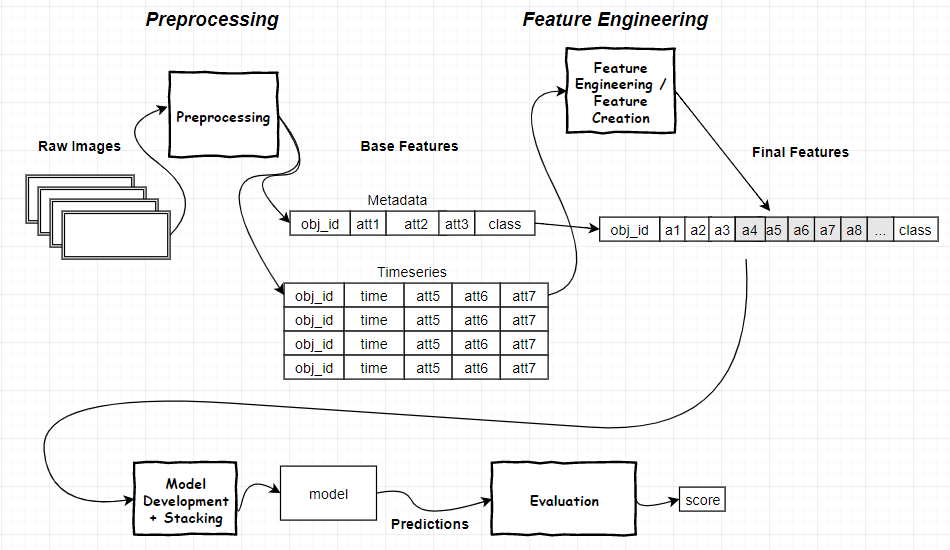 Preprocessing
Feature Engineering
Preprocessing
Feature
Engineering /
Feature
Creation
Raw Images
Base Features
Final Features
Metadata
obj_id att1 att2 att3 class
obj_id a1 a2 a3 a4 a5 a6 a7 a8 ... class
Timeseries
obj_id time att5 att6 att7
obj_id time att5 att6 att7
obj_id time att5 att6 att7
obj_id time att5 att6 att7
Model
Development
+ Stacking
model
Predictions
Evaluation
score